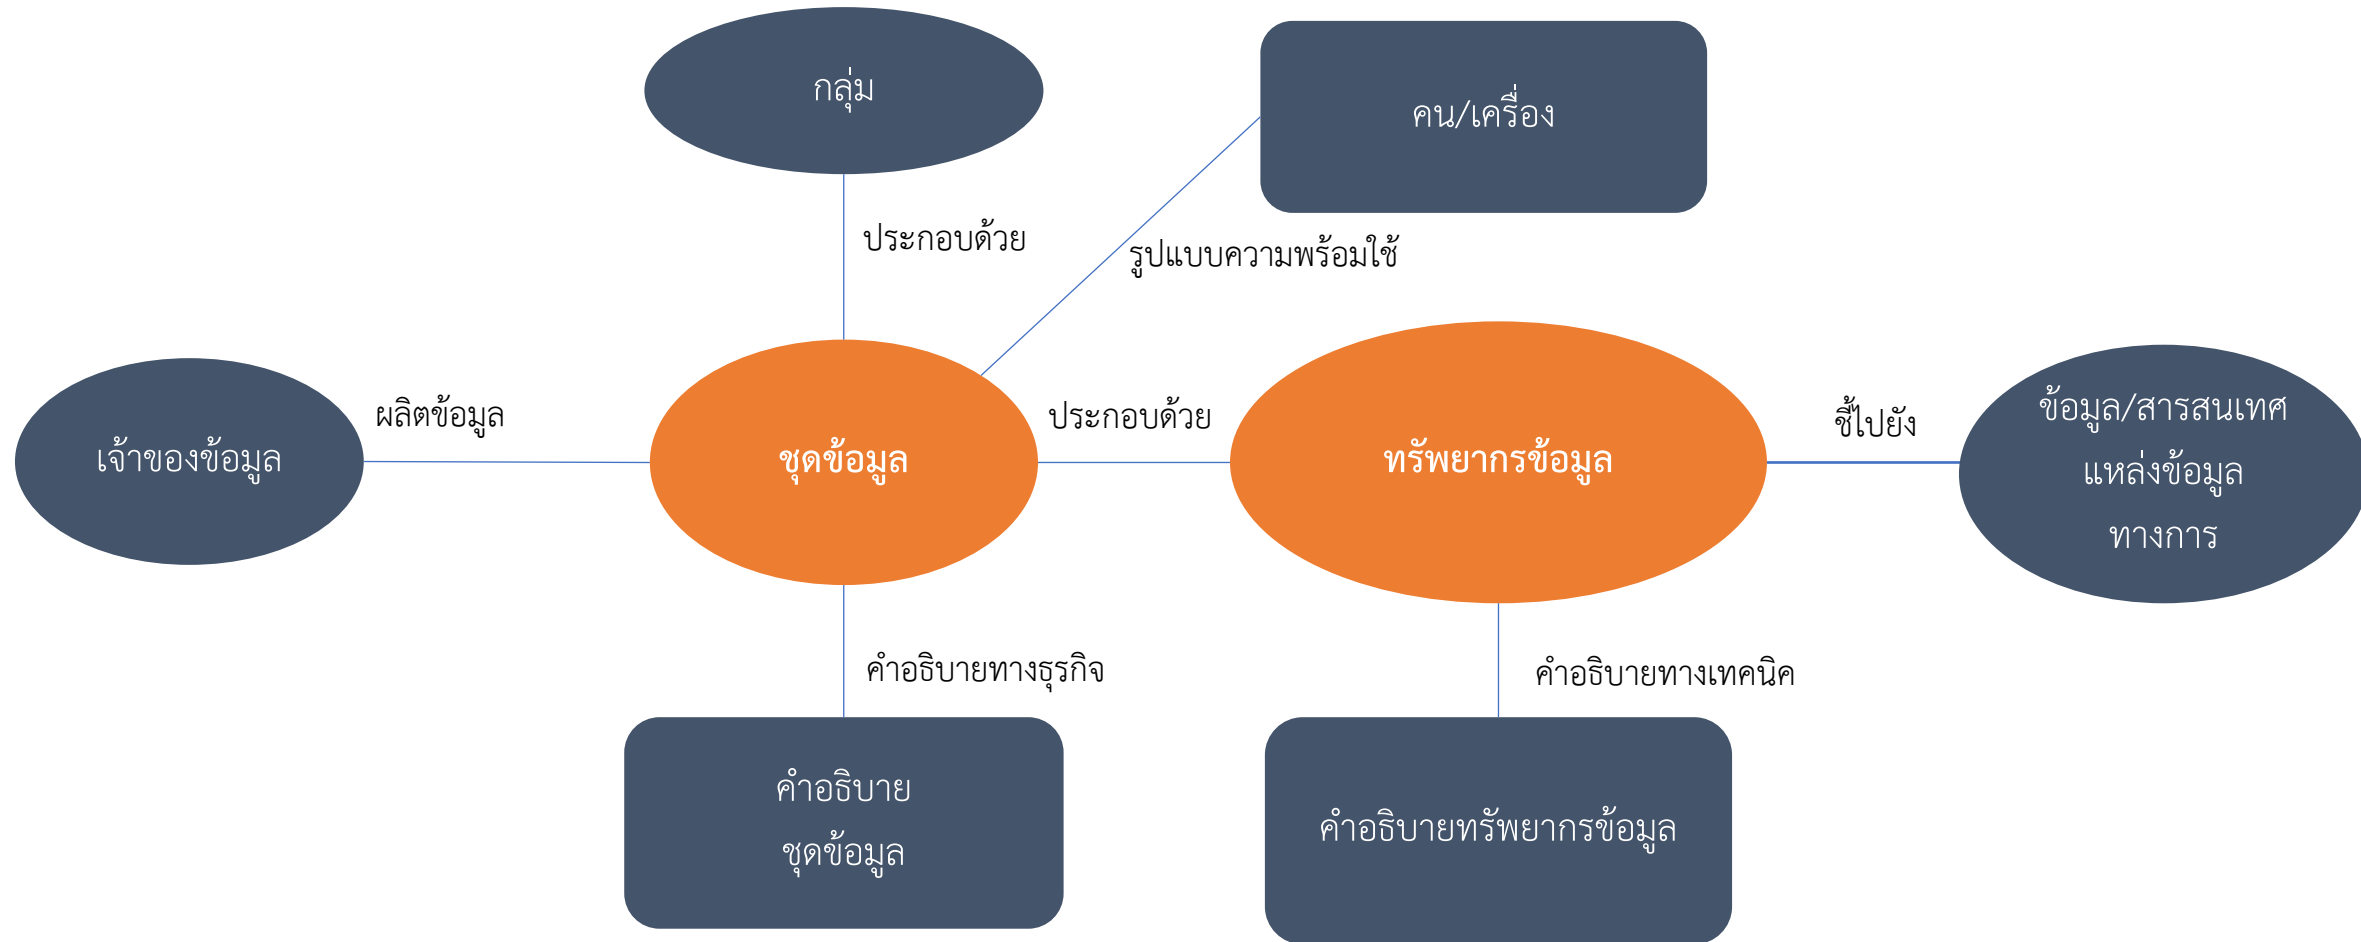 กลุ่ม
คน/เครื่อง
ประกอบด้วย
รูปแบบความพร้อมใช้
เจ้าของข้อมูล
ผลิตข้อมูล
ชุดข้อมูล
ประกอบด้วย
ทรัพยากรข้อมูล
ชี้ไปยัง
ข้อมูล/สารสนเทศ
แหล่งข้อมูล
ทางการ
คำอธิบายทางธุรกิจ
คำอธิบายทางเทคนิค
คำอธิบาย
ชุดข้อมูล
คำอธิบายทรัพยากรข้อมูล